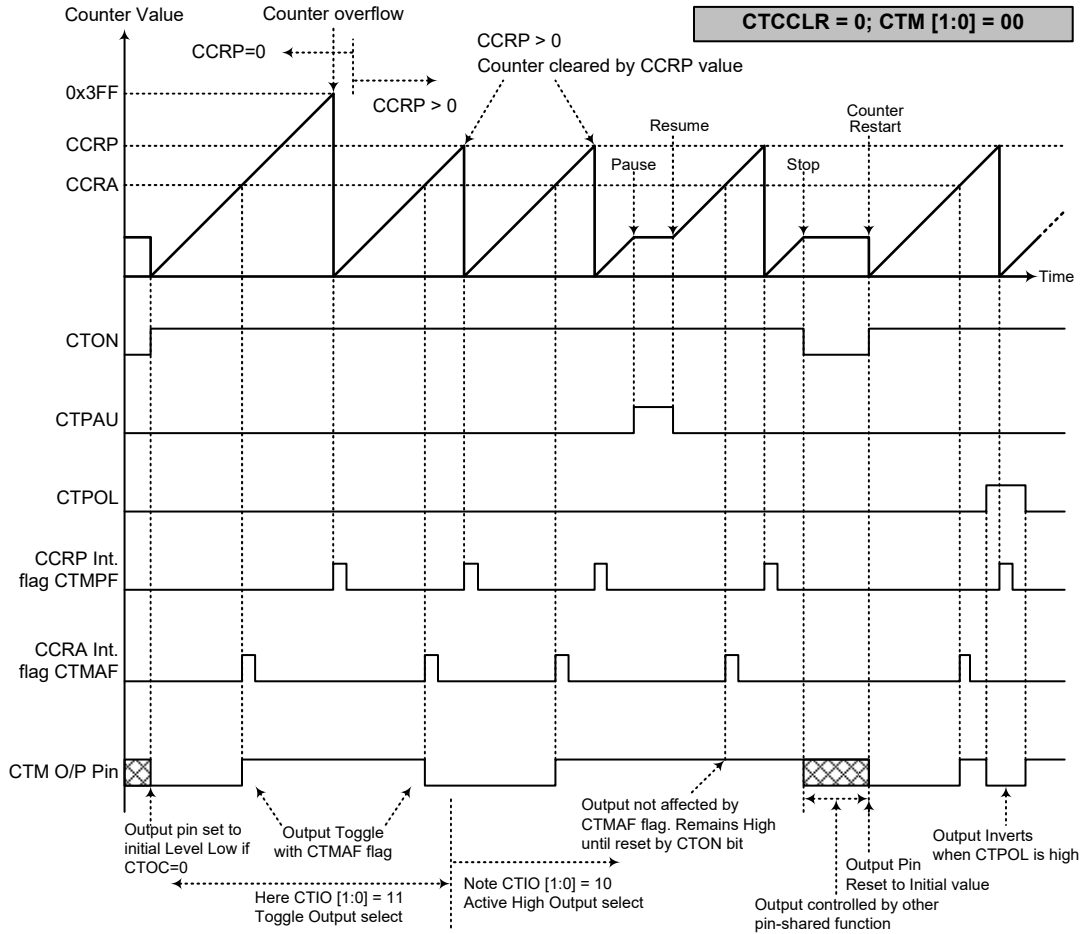 Counter Value
Counter overflow
CTCCLR = 0; CTM [1:0] = 00
CCRP=0
CCRP > 0
CCRP > 0
Counter cleared by CCRP value
0x3FF
CCRP
CCRA
Pause
Resume
Stop
Counter
Restart
Time
CTON
CTPAU
CTPOL
CCRP Int.
flag CTMPF
CCRA Int.
flag CTMAF
CTM O/P Pin
Output pin set to
initial Level Low if
CTOC=0
Output Toggle
with CTMAF flag
Here CTIO [1:0] = 11
Toggle Output select
Note CTIO [1:0] = 10
Active High Output select
Output not affected by
CTMAF flag. Remains High
until reset by CTON bit
Output controlled by other
pin-shared function
Output Pin
Reset to Initial value
Output Inverts
when CTPOL is high